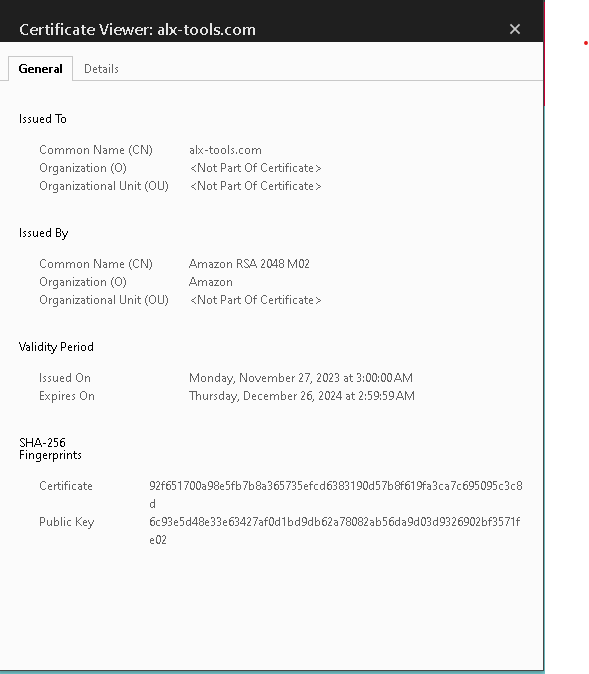 Certificate Viewer: alx-tools.com
General Details
Issued To
Common Name (CN) alx-tools.com
Organization (O) <Not Part Of Certificate>
Organizational Unit (OU) <Not Part Of Certificate>
Issued By
Common Name (CN) Amazon RSA 2048 M02
Organization (O) Amazon
Organizational Unit (OU) <Not Part Of Certificate>
Validity Period
Issued On Monday, November 27, 2023 at 3:00:00 AM
Expires On Thursday, December 26, 2024 at 2:59:59 AM
SHA-256
Fingerprints
Certificate 92f651700a98e5fb7b8a365735efcd6383190d57b8f619fa3ca7c695095c3c8
d
Public Key 6c93e5d48e33e63427af0d1bd9db62a78082ab56da9d03d9326902bf3571f
e02